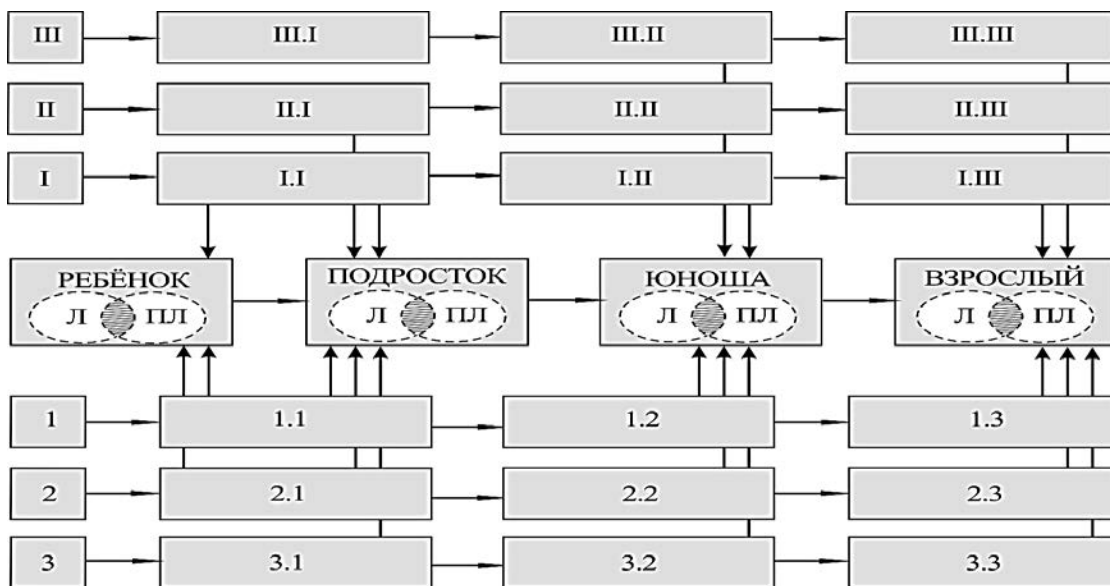 III III.I III.II III.III
II II.I II.II II.III
I I.I I.II I.III
РЕБЁНОК ПОДРОСТОК ЮНОША ВЗРОСЛЫЙ
Л ПЛ Л ПЛ Л ПЛ Л ПЛ
1 1.1 1.2 1.3
2 2.1 2.2 2.3
3 3.1 3.2 3.3